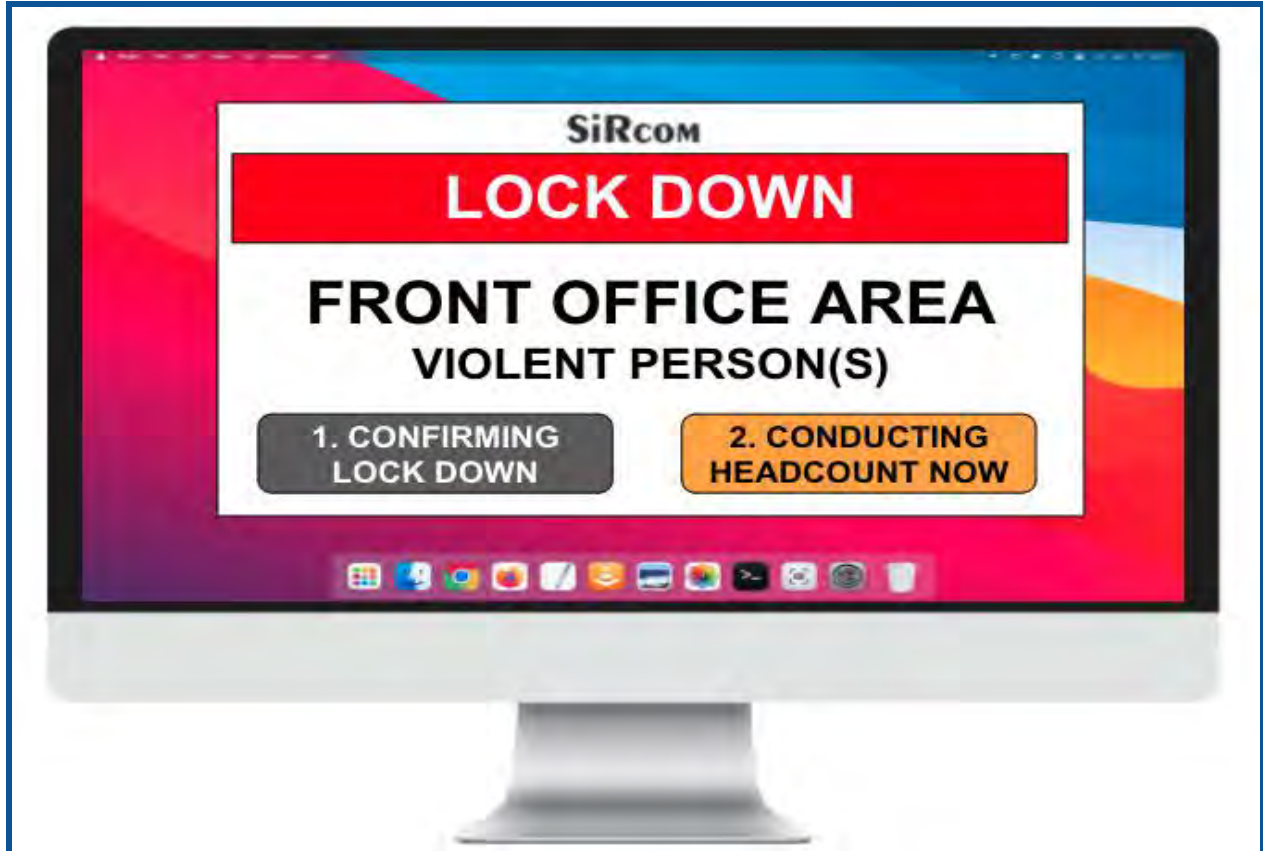 SiRcom
LOCK DOWN
FRONT OFFICE AREA
VIOLENT PERSON(S)
1. CONFIRMING
LOCK DOWN
2. CONDUCTING
HEADCOUNT NOW